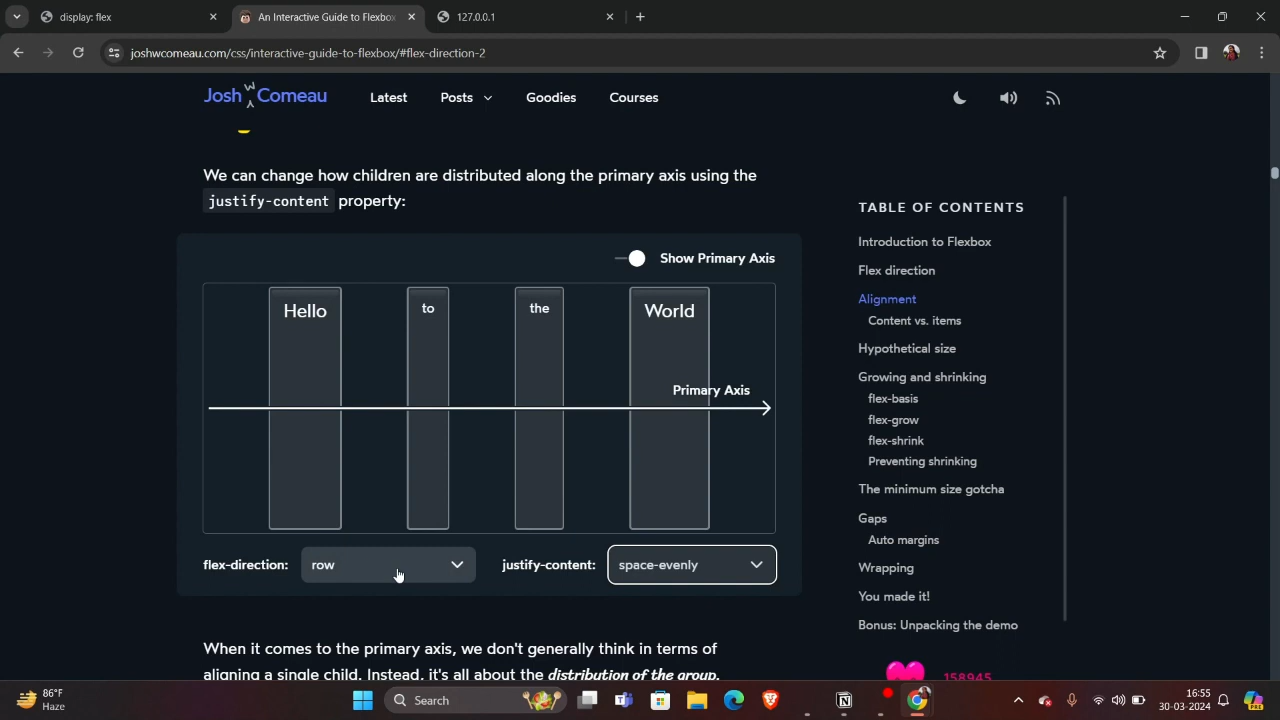 display: flex
An Interactive Guide to Flexbox
127.0.0.1
joshwcomeau.com/css/interactive-guide-to-flexbox/#flex-direction-2
Josh W Comeau
Latest
Posts
Goodies
Courses
We can change how children are distributed along the primary axis using the
justify-content property:
Show Primary Axis
Hello
to
the
World
Primary Axis
flex-direction:
row
justify-content:
space-evenly
When it comes to the primary axis, we don't generally think in terms of
aligning a single child. Instead, it's all about the distribution of the group.
TABLE OF CONTENTS
Introduction to Flexbox
Flex direction
Alignment
Content vs. items
Hypothetical size
Growing and shrinking
flex-basis
flex-grow
flex-shrink
Preventing shrinking
The minimum size gotcha
Gaps
Auto margins
Wrapping
You made it!
Bonus: Unpacking the demo
158945
86°F
Haze
Search
16:55
30-03-2024